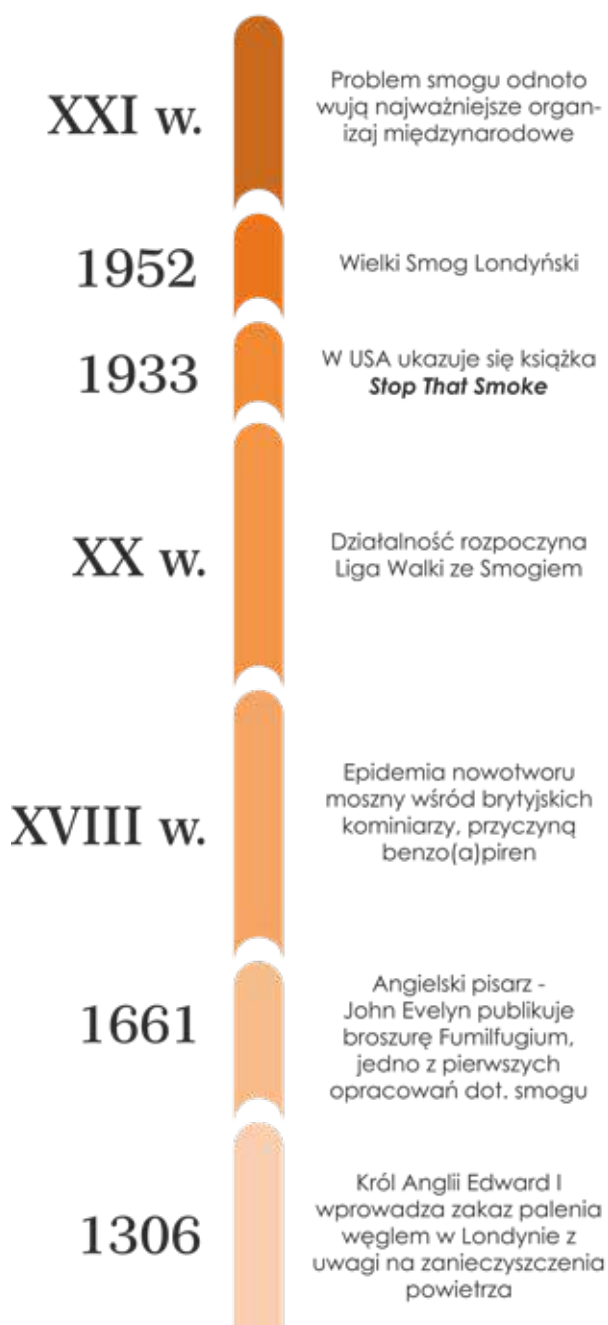 XXI w.
Problem smogu odnoto
wują najważniejsze organ-
izaj międzynarodowe
1952
Wielki Smog Londyński
1933
W USA ukazuje się książka
Stop That Smoke
XX w.
Działalność rozpoczyna
Liga Walki ze Smogiem
XVIII w.
Epidemia nowotworu
moszny wśród brytyjskich
kominiarzy, przyczyną
benzo(a)piren
1661
Angielski pisarz -
John Evelyn publikuje
broszurę Fumilfugium,
jedno z pierwszych
opracowań dot. smogu
1306
Król Anglii Edward I
wprowadza zakaz palenia
węglem w Londynie z
uwagi na zanieczyszczenia
powietrza